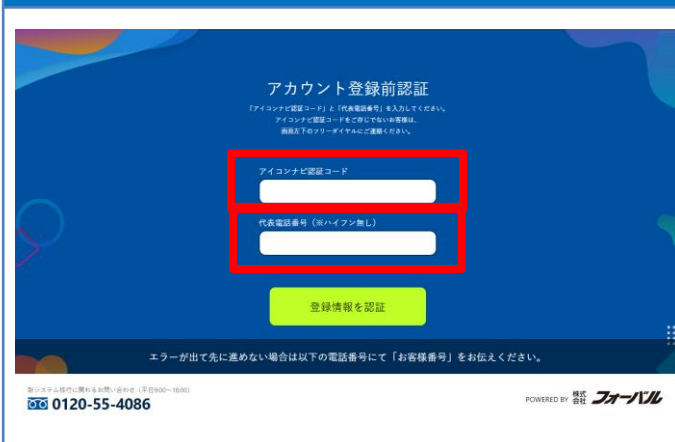 アカウント登録前認証
「アイコンナビ認証コード」と「代表電話番号」を入力してください。
アイコンナビ認証コードをご存じでないお客様は、
画面左下のフリーダイヤルにご連絡ください。
アイコンナビ認証コード
代表電話番号（※ハイフン無し）
登録情報を認証
エラーが出て先に進めない場合は以下の電話番号にて「お客様番号」をお伝えください。
新システム移行に関わるお問い合わせ（平日9:00～18:00）
0120-55-4086
POWERED BY 株式会社 フォーバル